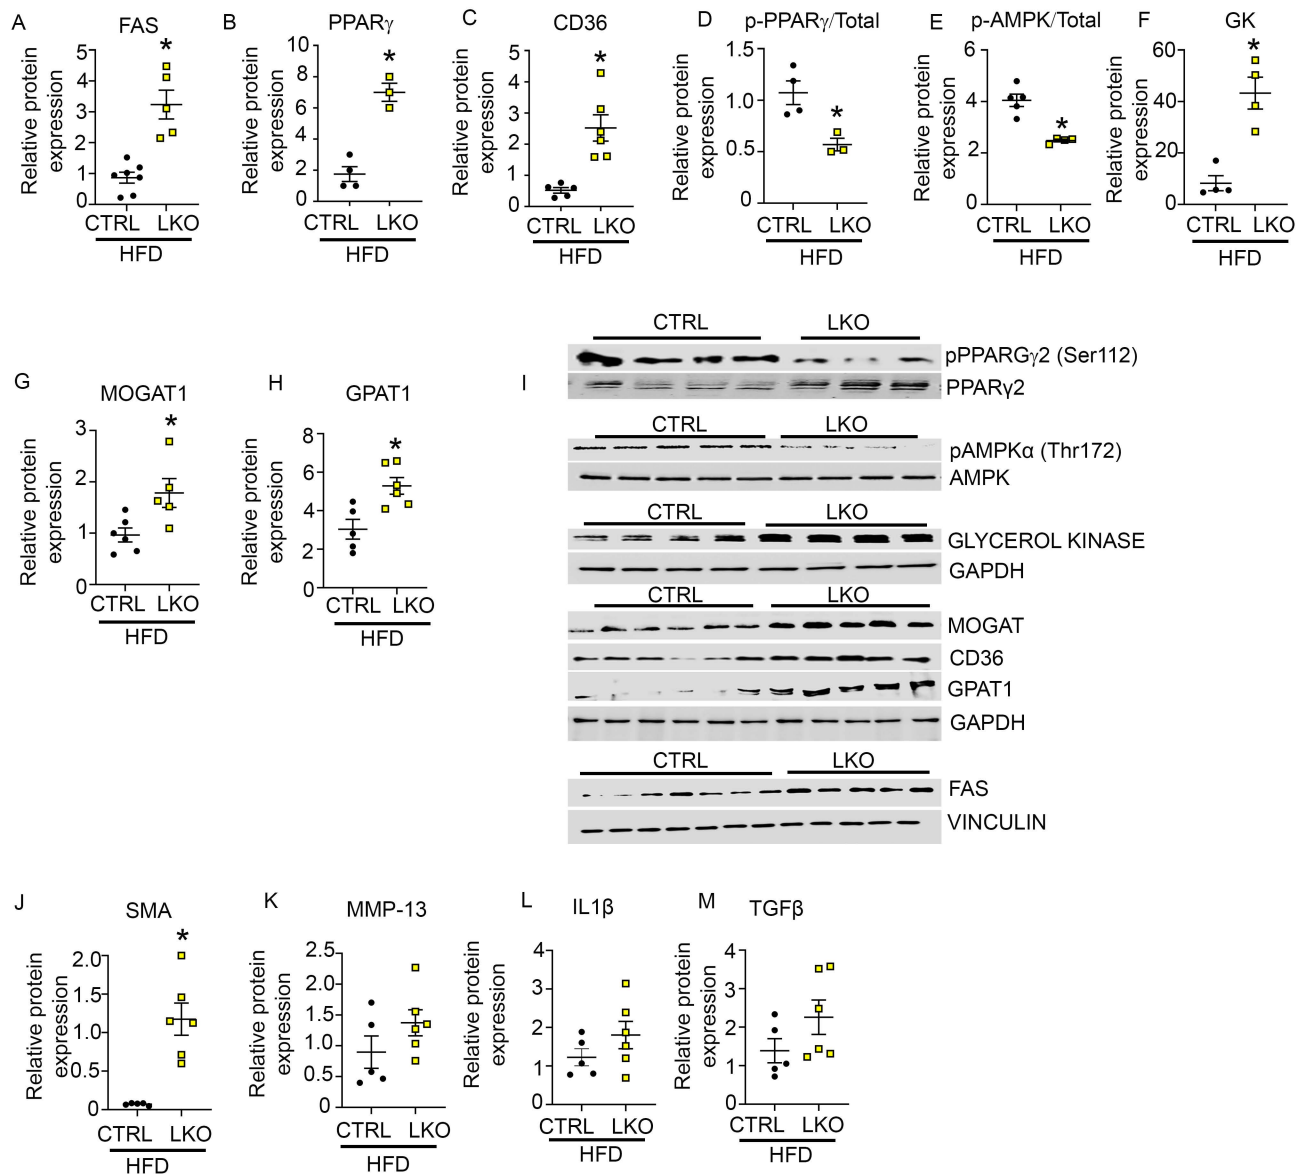 A
FAS
*
Relative protein
expression
5
4
3
2
1
0
CTRL LKO
HFD
B
PPARγ
*
Relative protein
expression
10
8
6
4
2
0
CTRL LKO
HFD
C
CD36
*
Relative protein
expression
5
4
3
2
1
0
CTRL LKO
HFD
D
p-PPARγ/Total
*
Relative protein
expression
1.5
1.0
0.5
0
CTRL LKO
HFD
E
p-AMPK/Total
*
Relative protein
expression
6
4
2
0
CTRL LKO
HFD
F
GK
*
Relative protein
expression
60
40
20
0
CTRL LKO
HFD
G
MOGAT1
*
Relative protein
expression
3
2
1
0
CTRL LKO
HFD
H
GPAT1
*
Relative protein
expression
8
6
4
2
0
CTRL LKO
HFD
I
CTRL LKO
pPPARGγ2 (Ser112)
PPARγ2
CTRL LKO
pAMPKα (Thr172)
AMPK
CTRL LKO
GLYCEROL KINASE
GAPDH
CTRL LKO
MOGAT
CD36
GPAT1
GAPDH
CTRL LKO
FAS
VINCULIN
J
SMA
*
Relative protein
expression
2.0
1.5
1.0
0.5
0
CTRL LKO
HFD
K
MMP-13
Relative protein
expression
2.5
2.0
1.5
1.0
0.5
0
CTRL LKO
HFD
L
IL1β
Relative protein
expression
4
3
2
1
0
CTRL LKO
HFD
M
TGFβ
Relative protein
expression
4
3
2
1
0
CTRL LKO
HFD